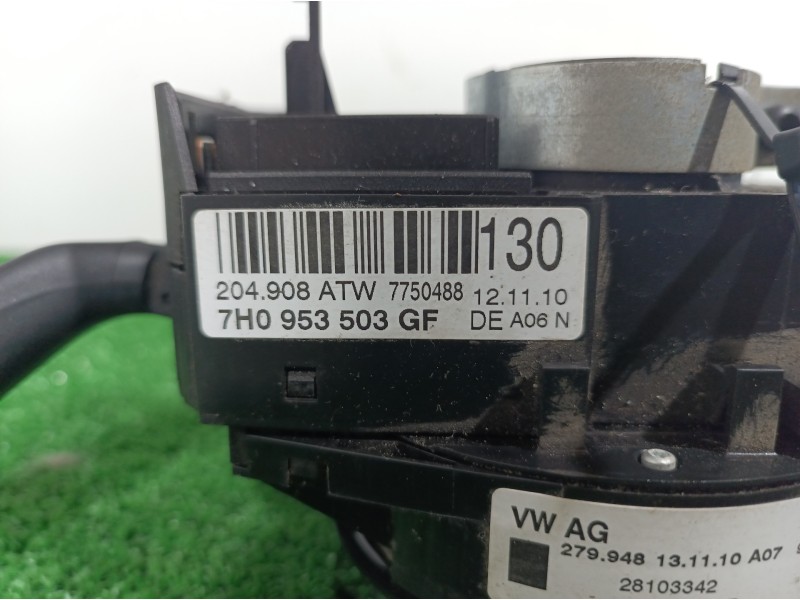 130
204.908 ATW 7750488 12.11.10
7H0 953 503 GF DE A06 N
VW AG
279.948 13.11.10 A07
28103342